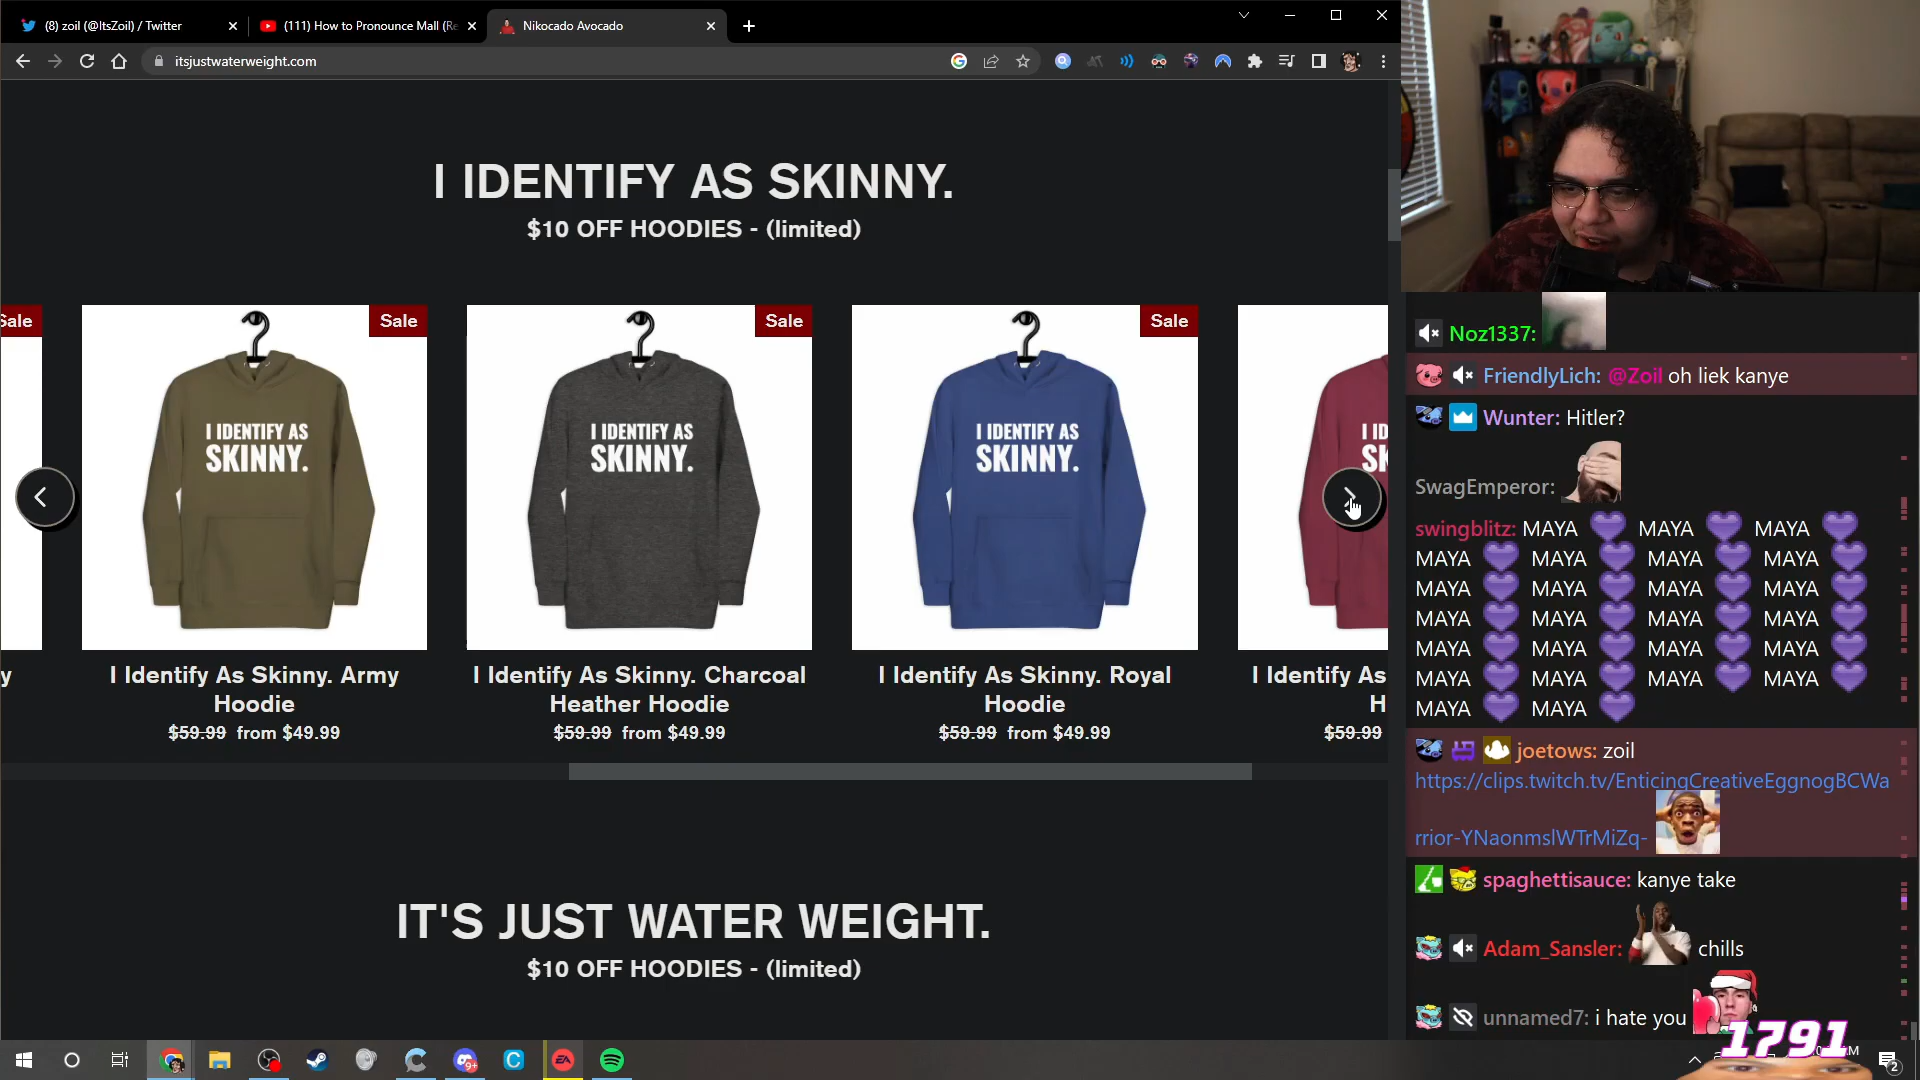 (8) zoil (@ItsZoil) / Twitter
(111) How to Pronounce Mall (Re
Nikocado Avocado
itsjustwaterweight.com
I IDENTIFY AS SKINNY.
$10 OFF HOODIES - (limited)
Sale
Sale
Sale
Sale
I IDENTIFY AS
SKINNY.
I IDENTIFY AS
SKINNY.
I IDENTIFY AS
SKINNY.
I ID
SK
y
I Identify As Skinny. Army
Hoodie
$59.99 from $49.99
I Identify As Skinny. Charcoal
Heather Hoodie
$59.99 from $49.99
I Identify As Skinny. Royal
Hoodie
$59.99 from $49.99
I Identify As
H
$59.99
IT'S JUST WATER WEIGHT.
$10 OFF HOODIES - (limited)
Noz1337:
FriendlyLich: @Zoil oh liek kanye
Wunter: Hitler?
SwagEmperor:
swingblitz: MAYA MAYA MAYA
MAYA MAYA MAYA MAYA
MAYA MAYA MAYA MAYA
MAYA MAYA MAYA MAYA
MAYA MAYA MAYA MAYA
MAYA MAYA MAYA MAYA
MAYA MAYA
joetows: zoil
https://clips.twitch.tv/EnticingCreativeEggnogBCWa
rrior-YNaonmslWTrMiZq-
spaghettisauce: kanye take
Adam_Sansler: chills
unnamed7: i hate you
1791
EA
9+
2